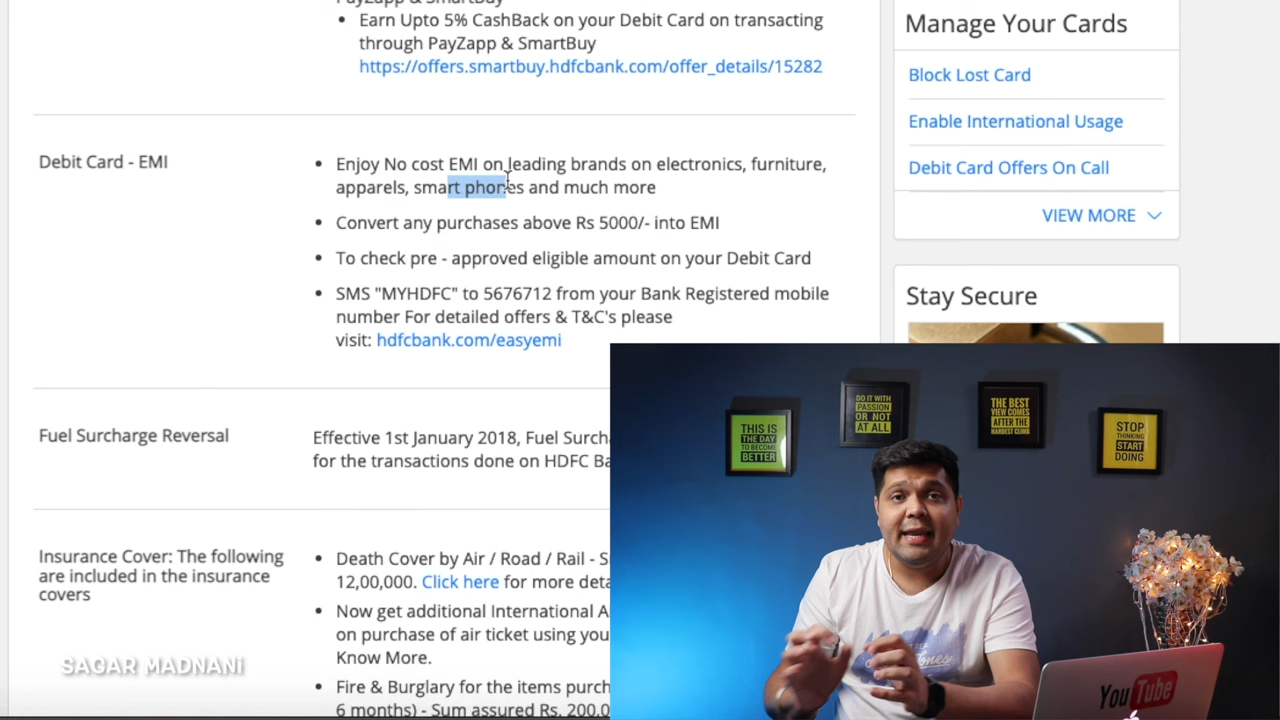 PayZapp & SmartBuy
Earn Upto 5% CashBack on your Debit Card on transacting
through PayZapp & SmartBuy
https://offers.smartbuy.hdfcbank.com/offer_details/15282
Debit Card - EMI
Enjoy No cost EMI on leading brands on electronics, furniture,
apparels, smart phones and much more
Convert any purchases above Rs 5000/- into EMI
To check pre - approved eligible amount on your Debit Card
SMS "MYHDFC" to 5676712 from your Bank Registered mobile
number For detailed offers & T&C's please
visit: hdfcbank.com/easyemi
Fuel Surcharge Reversal
Effective 1st January 2018, Fuel Surch
for the transactions done on HDFC Ba
Insurance Cover: The following
are included in the insurance
covers
Death Cover by Air / Road / Rail - S
12,00,000. Click here for more deta
Now get additional International A
on purchase of air ticket using you
Know More.
Fire & Burglary for the items purch
6 months) - Sum assured Rs. 200,0
Manage Your Cards
Block Lost Card
Enable International Usage
Debit Card Offers On Call
VIEW MORE
Stay Secure
THIS IS
THE DAY
TO BECOME
BETTER
DO IT WITH
PASSION
OR NOT
AT ALL
THE BEST
VIEW COMES
AFTER THE
HARDEST CLIMB
STOP
THINKING
START
DOING
YouTube
SAGAR MADNANI